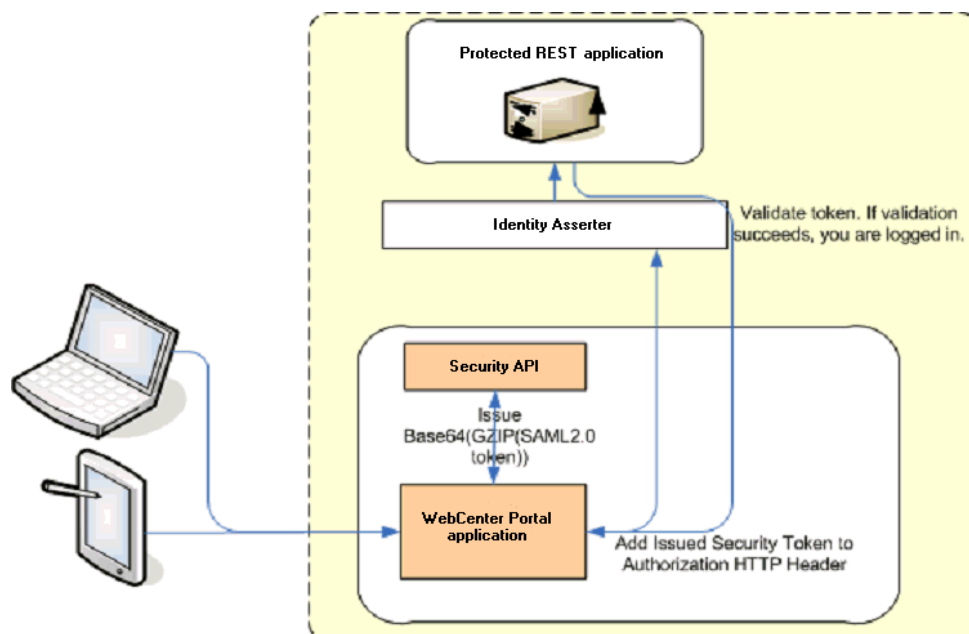 Protected REST application
Identity Asserter
Validate token. If validation
succeeds, you are logged in.
Security API
Issue
Base64(GZIP(SAML2.0
token))
WebCenter Portal
application
Add Issued Security Token to
Authorization HTTP Header